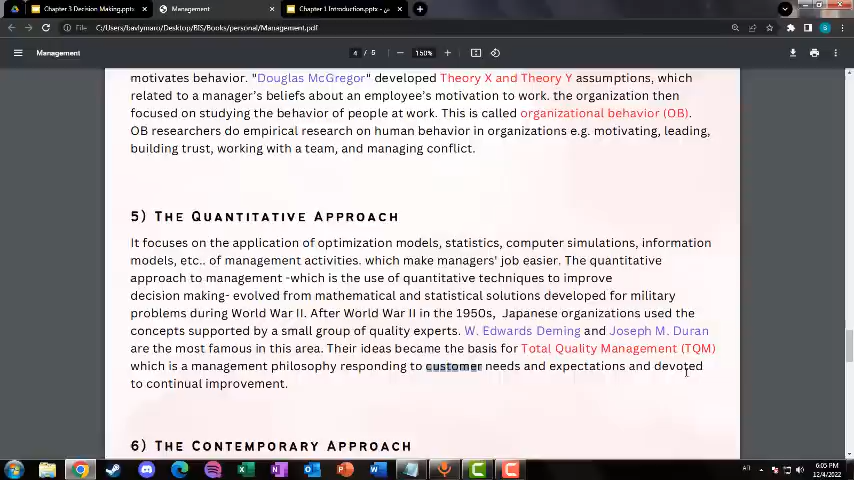 Chapter 3 Decision Making.pptx - 
Management
Chapter 1 Introduction.pptx - 
File
C:/Users/bavlymaro/Desktop/BIS/Books/personal/Management.pdf
Management
4 / 5
150%
motivates behavior. "Douglas McGregor" developed Theory X and Theory Y assumptions, which
related to a manager's beliefs about an employee's motivation to work. the organization then
focused on studying the behavior of people at work. This is called organizational behavior (OB).
OB researchers do empirical research on human behavior in organizations e.g. motivating, leading,
building trust, working with a team, and managing conflict.
5) The Quantitative Approach
It focuses on the application of optimization models, statistics, computer simulations, information
models, etc.. of management activities. which make managers' job easier. The quantitative
approach to management -which is the use of quantitative techniques to improve
decision making- evolved from mathematical and statistical solutions developed for military
problems during World War II. After World War II in the 1950s, Japanese organizations used the
concepts supported by a small group of quality experts. W. Edwards Deming and Joseph M. Duran
are the most famous in this area. Their ideas became the basis for Total Quality Management (TQM)
which is a management philosophy responding to customer needs and expectations and devoted
to continual improvement.
6) The Contemporary Approach
6:05 PM
12/4/2022